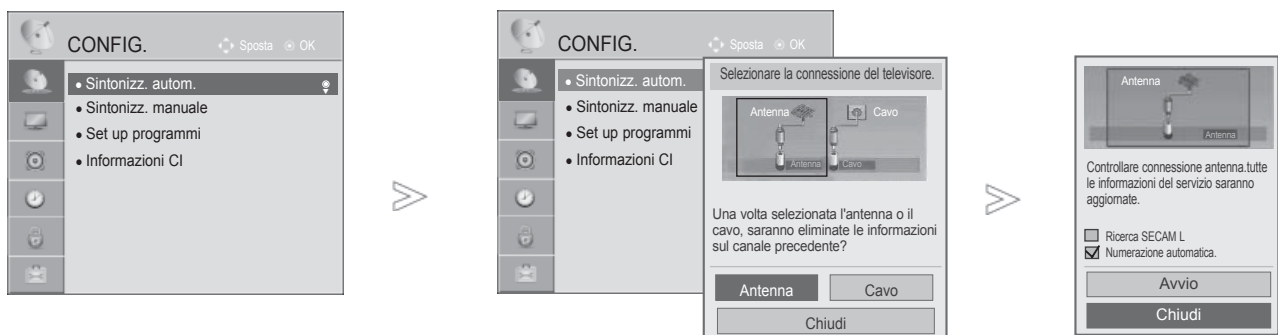 CONFIG.
Sposta OK
• Sintonizz. autom.
• Sintonizz. manuale
• Set up programmi
• Informazioni CI
CONFIG.
Sposta OK
• Sintonizz. autom.
• Sintonizz. manuale
• Set up programmi
• Informazioni CI
Selezionare la connessione del televisore.
Antenna Cavo
Antenna Cavo
Una volta selezionata l'antenna o il
cavo, saranno eliminate le informazioni
sul canale precedente?
Antenna Cavo
Chiudi
Antenna
Antenna
Controllare connessione antenna.tutte
le informazioni del servizio saranno
aggiornate.
Ricerca SECAM L
Numerazione automatica.
Avvio
Chiudi